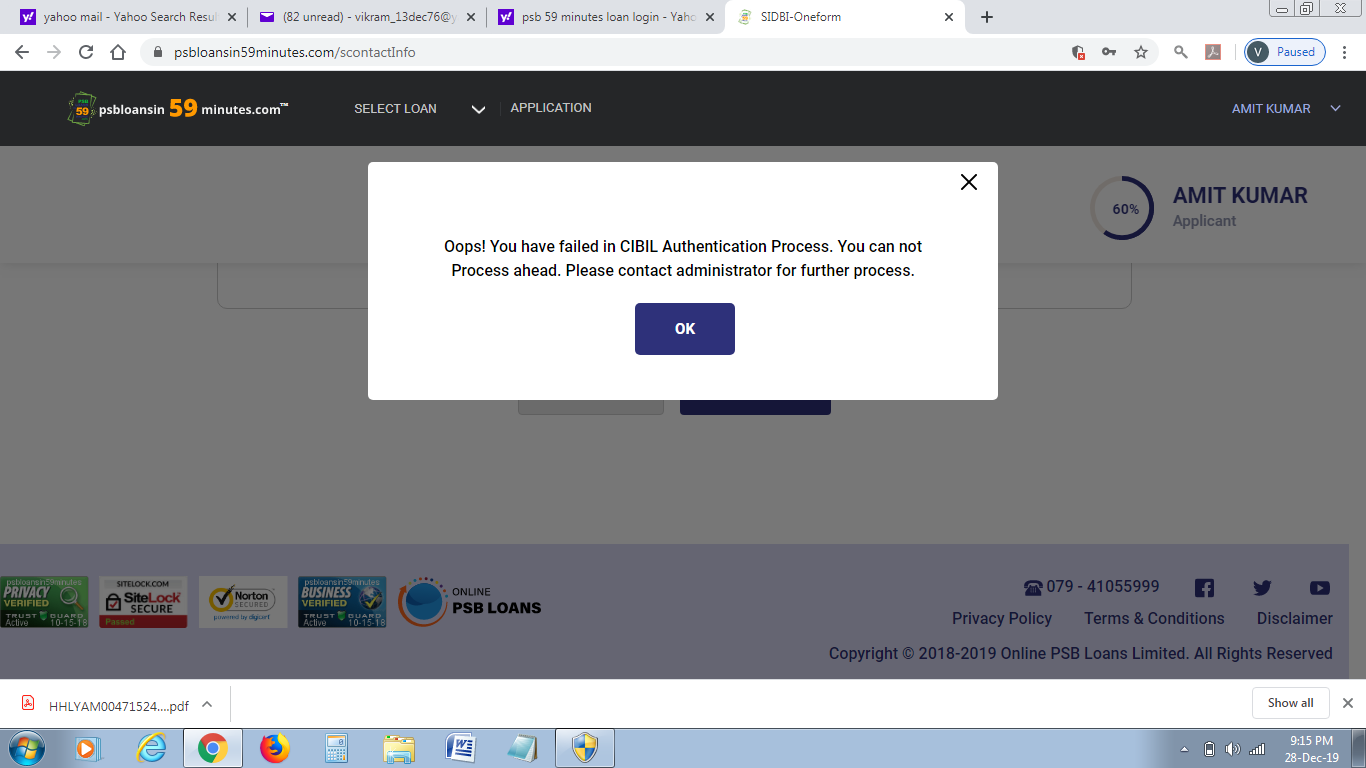 yahoo mail - Yahoo Search Resul
(82 unread) - vikram_13dec76@y
psb 59 minutes loan login - Yaho
SIDBI-Oneform
psbloansin59minutes.com/scontactInfo
V Paused
PSB 59 psbloansin 59 minutes.com™
SELECT LOAN
APPLICATION
AMIT KUMAR
60%
AMIT KUMAR
Applicant
Oops! You have failed in CIBIL Authentication Process. You can not
Process ahead. Please contact administrator for further process.
OK
psbloansin59minutes
PRIVACY
VERIFIED
TRUST GUARD
Active 10-15-18
SITELOCK.COM
SiteLock
SECURE
Passed
Norton
SECURED
powered by digicert
psbloansin59minutes
BUSINESS
VERIFIED
TRUST GUARD
Active 10-15-18
ONLINE
PSB LOANS
079 - 41055999
Privacy Policy Terms & Conditions Disclaimer
Copyright © 2018-2019 Online PSB Loans Limited. All Rights Reserved
HHLYAM00471524....pdf
Show all
9:15 PM
28-Dec-19